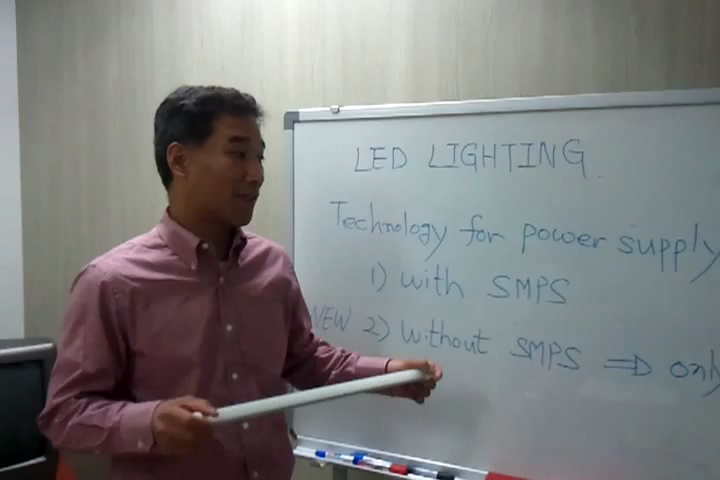 LED LIGHTING.
Technology for power supply
1) with SMPS
NEW 2) Without SMPS ⇒ only